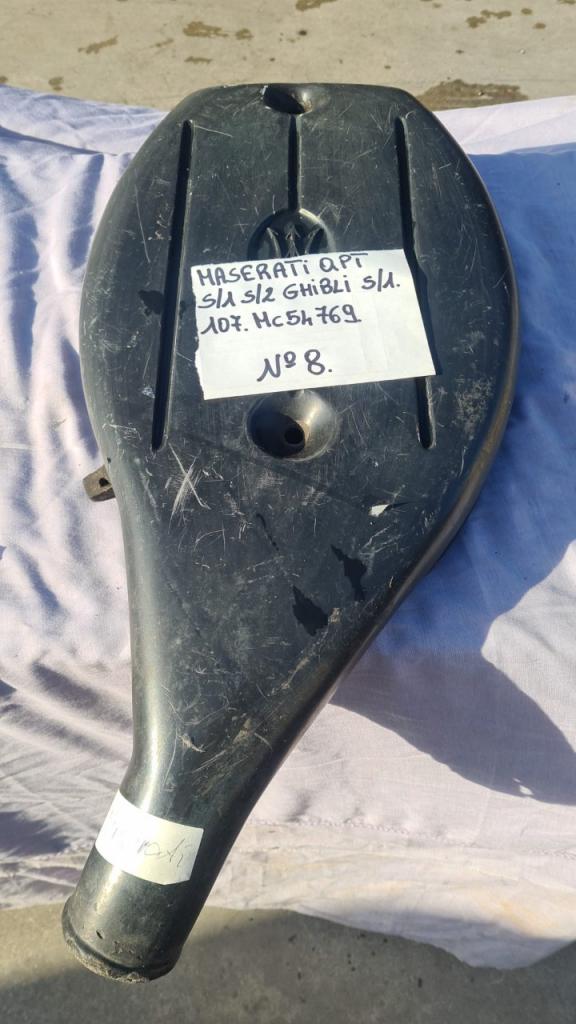 MASERATi QPT
S/1 S/2 GHiBLi S/1.
107. MC54769
Nº 8.